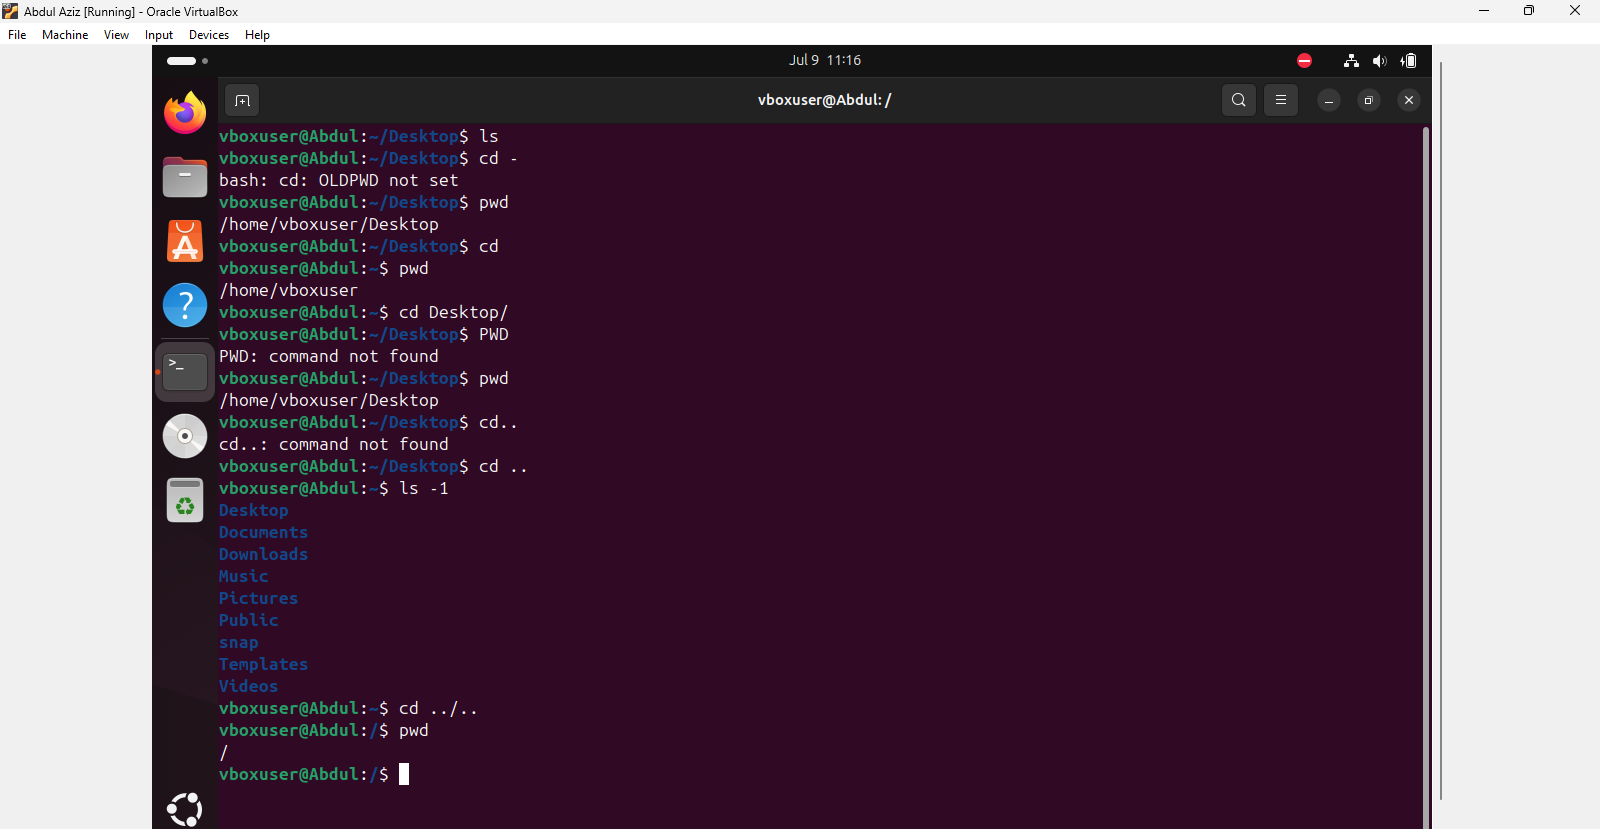 Abdul Aziz [Running] - Oracle VirtualBox
File Machine View Input Devices Help
Jul 9 11:16
vboxuser@Abdul: /
vboxuser@Abdul:~/Desktop$ ls
vboxuser@Abdul:~/Desktop$ cd -
bash: cd: OLDPWD not set
vboxuser@Abdul:~/Desktop$ pwd
/home/vboxuser/Desktop
vboxuser@Abdul:~/Desktop$ cd
vboxuser@Abdul:~$ pwd
/home/vboxuser
vboxuser@Abdul:~$ cd Desktop/
vboxuser@Abdul:~/Desktop$ PWD
PWD: command not found
vboxuser@Abdul:~/Desktop$ pwd
/home/vboxuser/Desktop
vboxuser@Abdul:~/Desktop$ cd..
cd..: command not found
vboxuser@Abdul:~/Desktop$ cd ..
vboxuser@Abdul:~$ ls -1
Desktop
Documents
Downloads
Music
Pictures
Public
snap
Templates
Videos
vboxuser@Abdul:~$ cd ../..
vboxuser@Abdul:/$ pwd
/
vboxuser@Abdul:/$